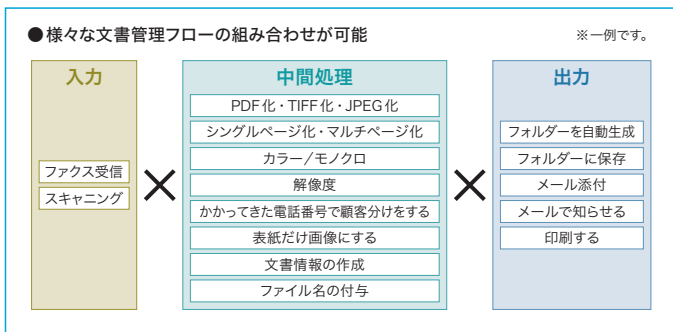 ●様々な文書管理フローの組み合わせが可能
※一例です。
入力
ファクス受信
スキャニング
×
中間処理
PDF化・TIFF化・JPEG化
シングルページ化・マルチページ化
カラー/モノクロ
解像度
かかってきた電話番号で顧客分けをする
表紙だけ画像にする
文書情報の作成
ファイル名の付与
×
出力
フォルダーを自動生成
フォルダーに保存
メール添付
メールで知らせる
印刷する